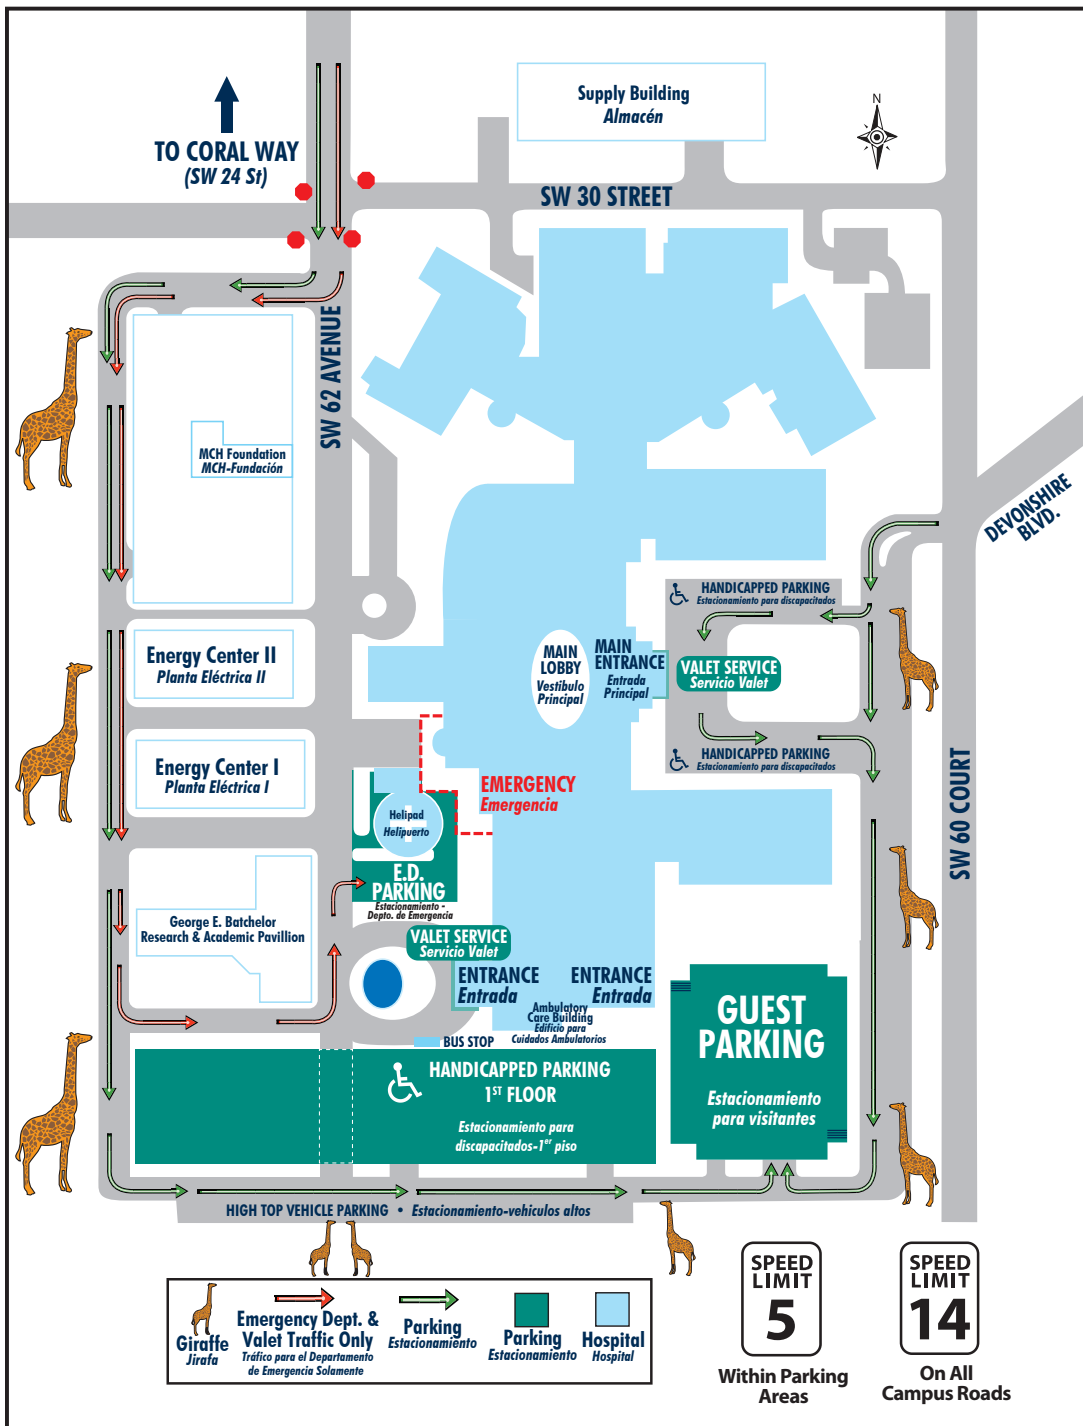 Supply Building
Almacén
N
TO CORAL WAY
(SW 24 St)
SW 30 STREET
SW 62 AVENUE
MCH Foundation
MCH-Fundación
DEVONSHIRE
BLVD.
HANDICAPPED PARKING
Estacionamiento para discapacitados
Energy Center II
Planta Eléctrica II
MAIN
LOBBY
Vestíbulo
Principal
MAIN
ENTRANCE
Entrada
Principal
VALET SERVICE
Servicio Valet
HANDICAPPED PARKING
Estacionamiento para discapacitados
Energy Center I
Planta Eléctrica I
EMERGENCY
Emergencia
SW 60 COURT
Helipad
Helipuerto
E.D.
PARKING
Estacionamiento -
Depto. de Emergencia
George E. Batchelor
Research & Academic Pavillion
VALET SERVICE
Servicio Valet
ENTRANCE
Entrada
ENTRANCE
Entrada
Ambulatory
Care Building
Edificio para
Cuidados Ambulatorios
BUS STOP
GUEST
PARKING
Estacionamiento
para visitantes
HANDICAPPED PARKING
1ST FLOOR
Estacionamiento para
discapacitados-1er piso
HIGH TOP VEHICLE PARKING • Estacionamiento-vehiculos altos
Giraffe
Jirafa
Emergency Dept. &
Valet Traffic Only
Tráfico para el Departamento
de Emergencia Solamente
Parking
Estacionamiento
Parking
Estacionamiento
Hospital
Hospital
SPEED
LIMIT
5
Within Parking
Areas
SPEED
LIMIT
14
On All
Campus Roads